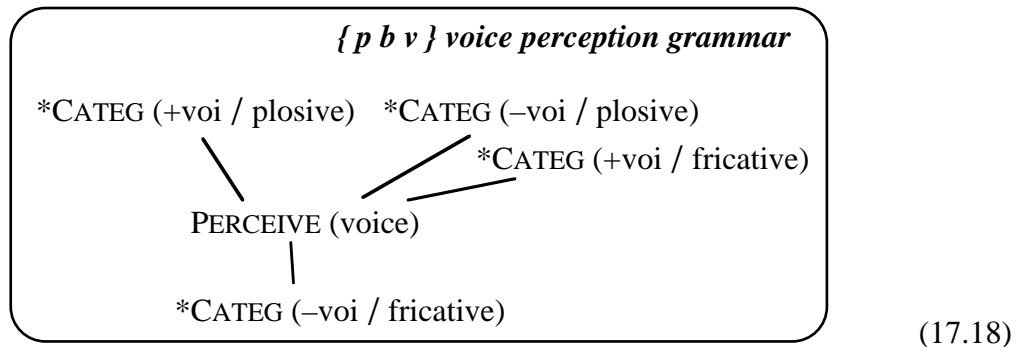 { p b v } voice perception grammar
*CATEG (+voi / plosive) *CATEG (–voi / plosive)
*CATEG (+voi / fricative)
PERCEIVE (voice)
*CATEG (–voi / fricative)
(17.18)